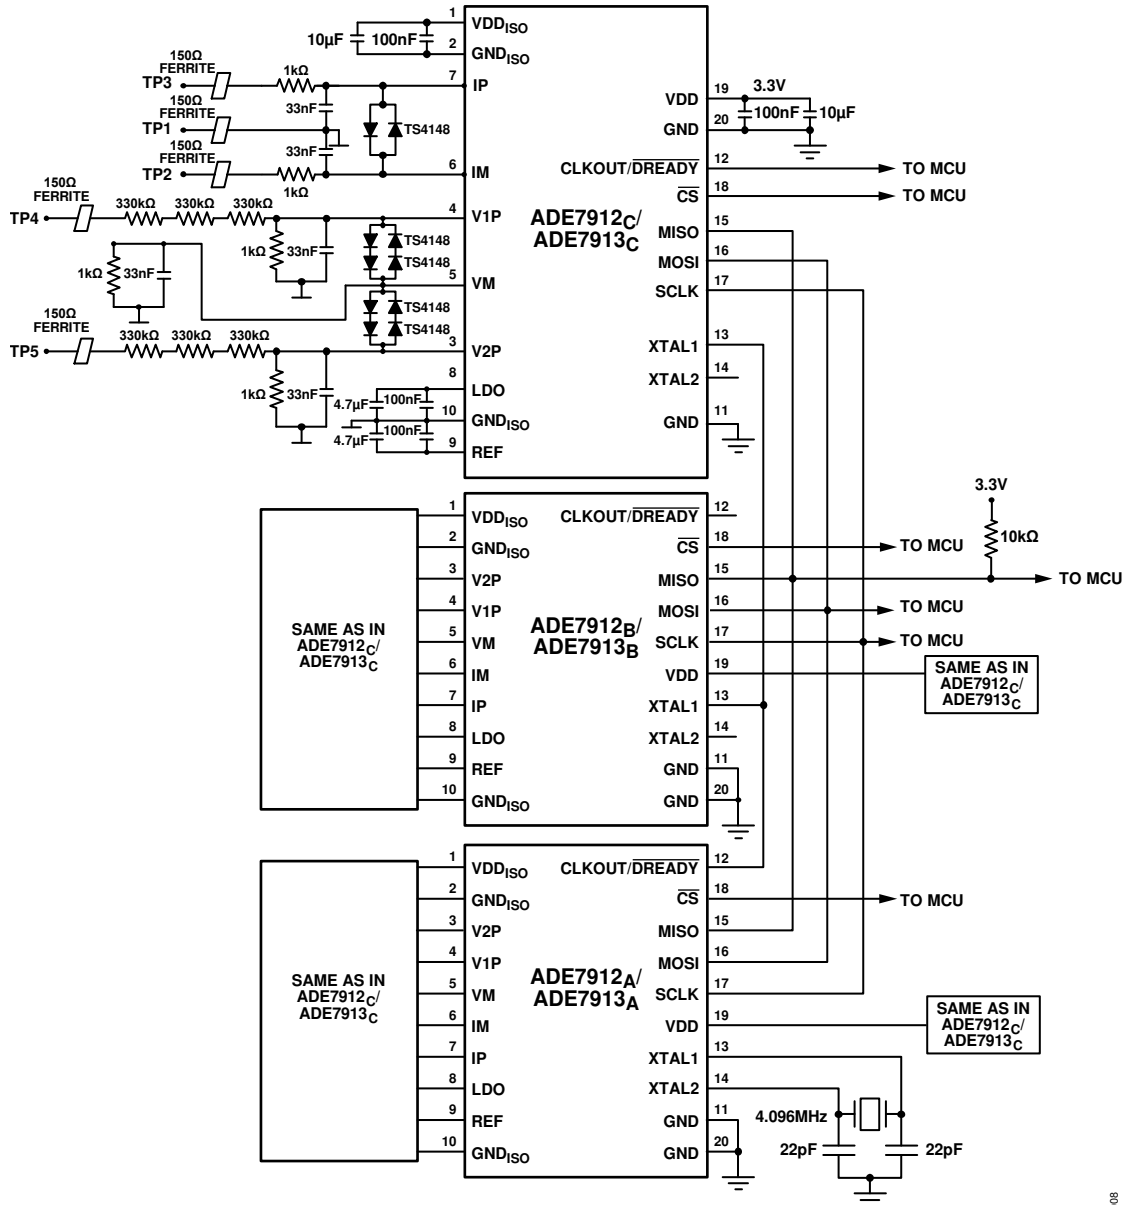 1
VDDISO
10µF
100nF
2
GNDISO
150Ω
FERRITE
TP3
1kΩ
7
IP
33nF
150Ω
FERRITE
TP1
TS4148
33nF
150Ω
FERRITE
TP2
1kΩ
6
IM
150Ω
FERRITE
TP4
330kΩ
330kΩ
330kΩ
4
V1P
1kΩ
33nF
TS4148
TS4148
1kΩ
33nF
5
VM
TS4148
TS4148
150Ω
FERRITE
TP5
330kΩ
330kΩ
330kΩ
3
V2P
1kΩ
33nF
8
LDO
4.7µF
100nF
10
GNDISO
4.7µF
100nF
9
REF
ADE7912C/
ADE7913C
VDD
19
3.3V
100nF
10µF
GND
20
CLKOUT/DREADY
12
TO MCU
CS
18
TO MCU
MISO
15
MOSI
16
SCLK
17
XTAL1
13
XTAL2
14
GND
11
SAME AS IN
ADE7912C/
ADE7913C
1
VDDISO
2
GNDISO
3
V2P
4
V1P
5
VM
6
IM
7
IP
8
LDO
9
REF
10
GNDISO
ADE7912B/
ADE7913B
CLKOUT/DREADY
12
CS
18
TO MCU
3.3V
10kΩ
MISO
15
TO MCU
MOSI
16
TO MCU
SCLK
17
TO MCU
VDD
19
SAME AS IN
ADE7912C/
ADE7913C
XTAL1
13
XTAL2
14
GND
11
GND
20
SAME AS IN
ADE7912C/
ADE7913C
1
VDDISO
2
GNDISO
3
V2P
4
V1P
5
VM
6
IM
7
IP
8
LDO
9
REF
10
GNDISO
ADE7912A/
ADE7913A
CLKOUT/DREADY
12
CS
18
TO MCU
MISO
15
MOSI
16
SCLK
17
VDD
19
SAME AS IN
ADE7912C/
ADE7913C
XTAL1
13
XTAL2
14
GND
11
GND
20
4.096MHz
22pF
22pF